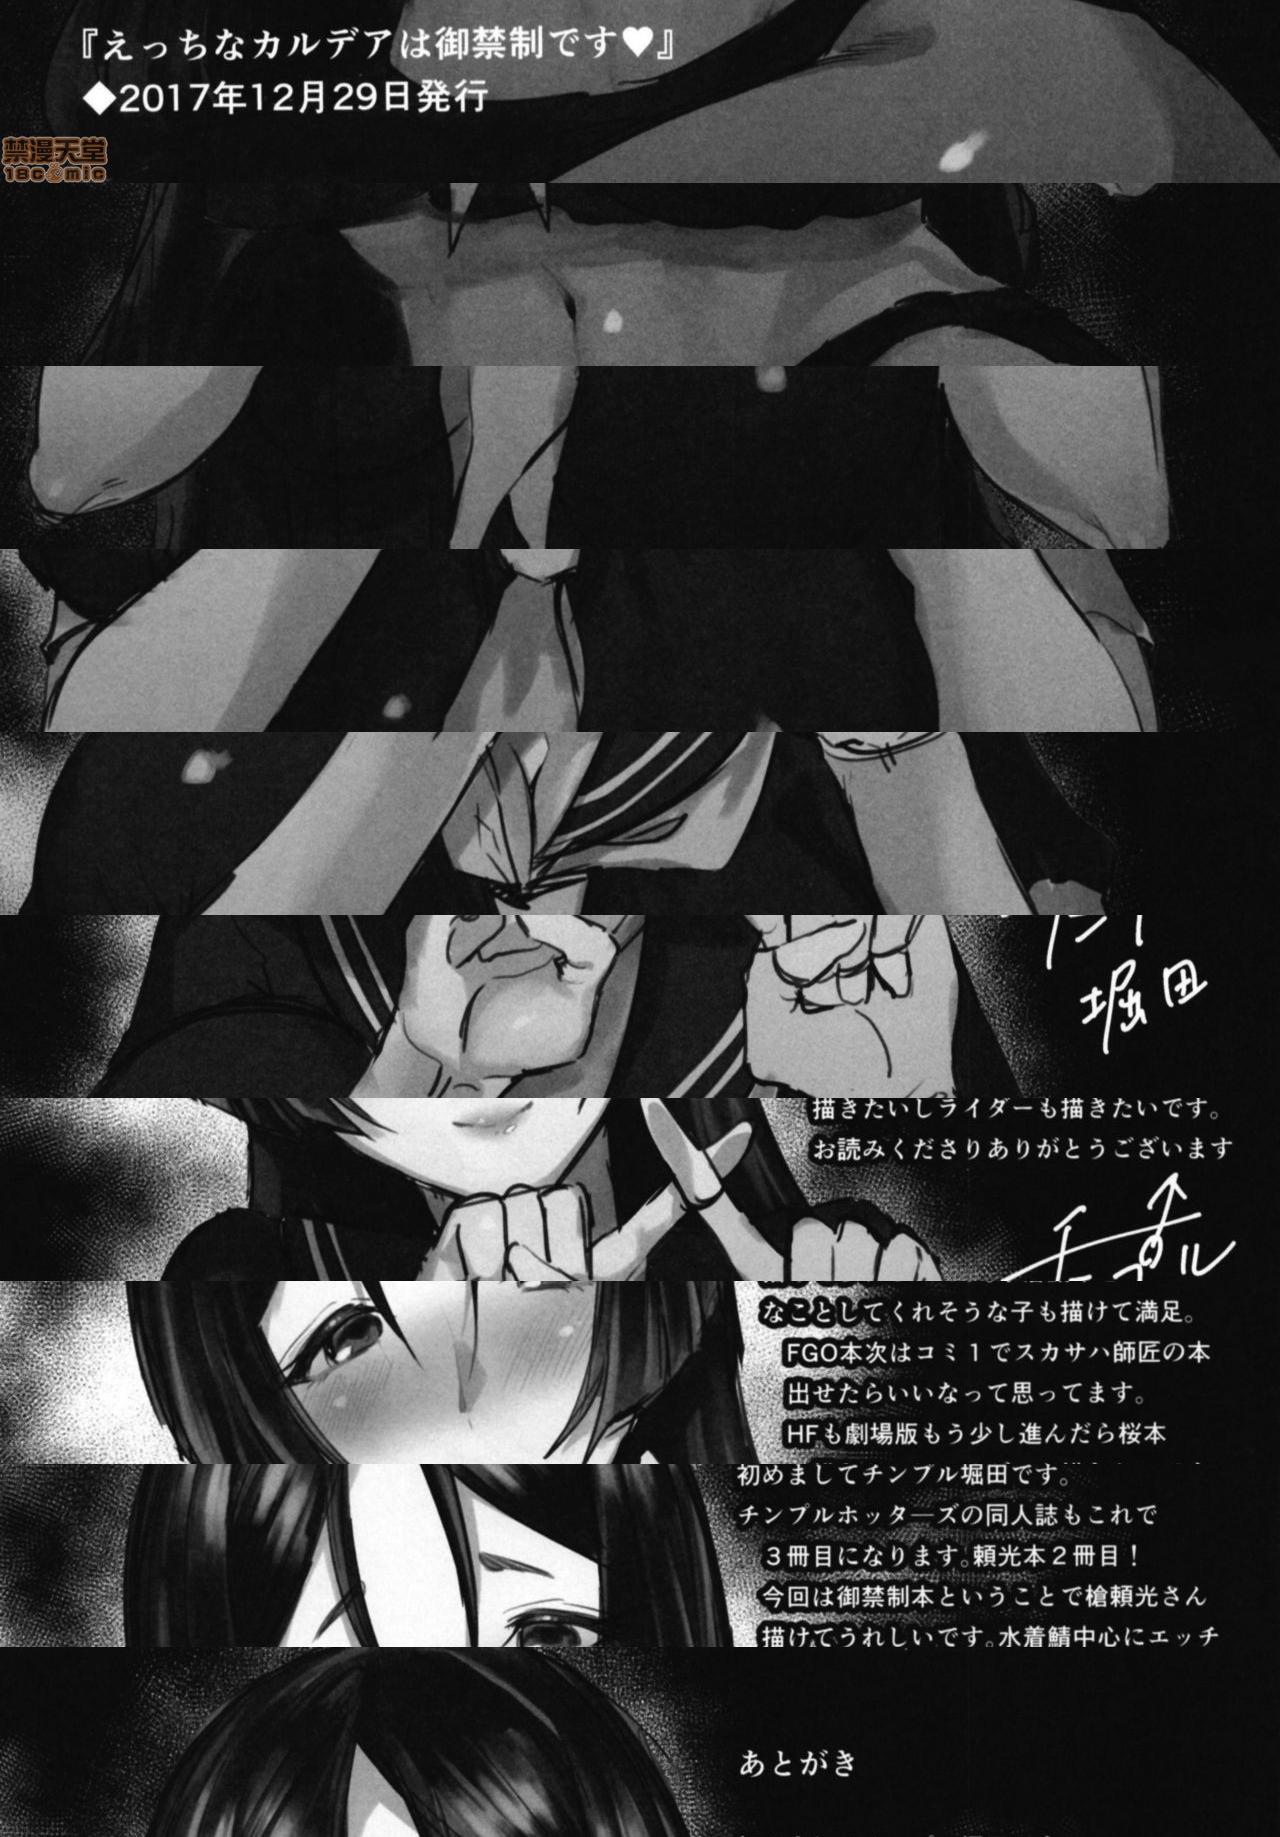 『えっちなカルデアは御禁制です♥』
◆2017年12月29日発行
禁漫天堂
18comic
堀田
描きたいしライダーも描きたいです。
お読みくださりありがとうございます
チンプル
なことしてくれそうな子も描けて満足。
FGO本次はコミ1でスカサハ師匠の本
出せたらいいなって思ってます。
HFも劇場版もう少し進んだら桜本
初めましてチンプル堀田です。
チンプルホッターズの同人誌もこれで
3冊目になります。頼光本2冊目！
今回は御禁制本ということで槍頼光さん
描けてうれしいです。水着鯖中心にエッチ
あとがき